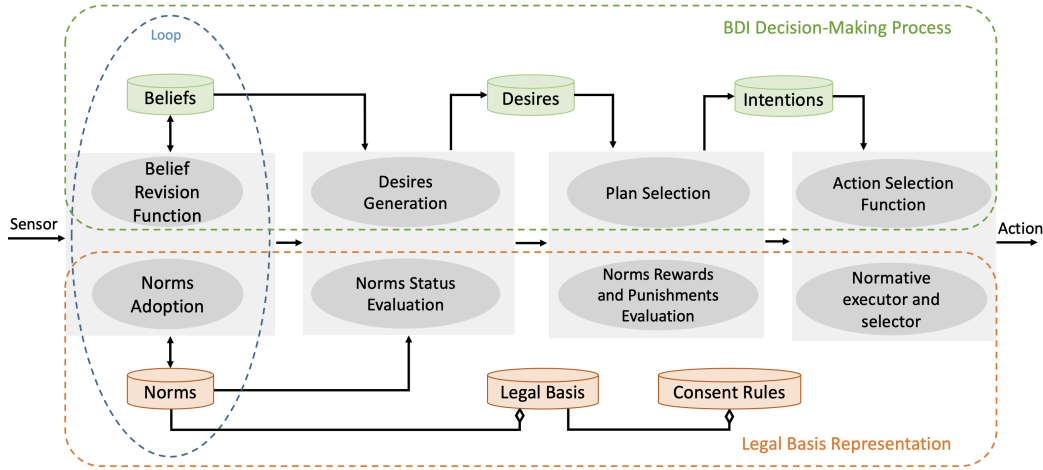 BDI Decision-Making Process
Loop
Beliefs
Desires
Intentions
Belief
Revision
Function
Desires
Generation
Plan Selection
Action Selection
Function
Sensor
Action
Norms
Adoption
Norms Status
Evaluation
Norms Rewards
and Punishments
Evaluation
Normative
executor and
selector
Norms
Legal Basis
Consent Rules
Legal Basis Representation